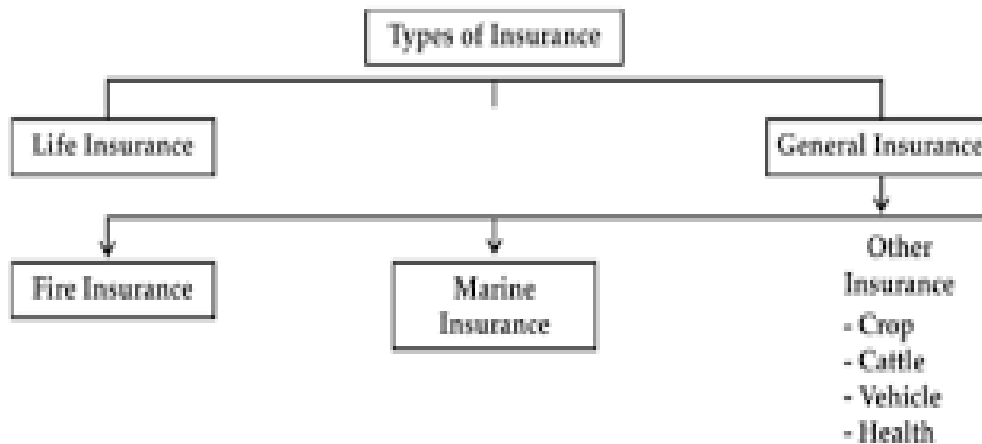 Types of Insurance
Life Insurance
General Insurance
Fire Insurance
Marine
Insurance
Other
Insurance
- Crop
- Cattle
- Vehicle
- Health